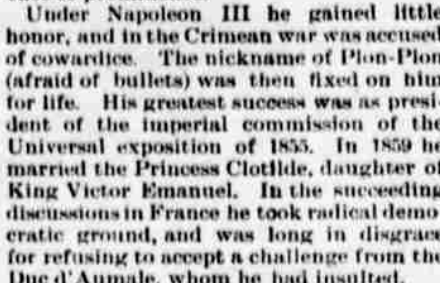 Under Napoleon III he gained little
honor, and in the Crimean war was accused
of cowardice. The nickname of Plon-Plon
(afraid of bullets) was then fixed on him
for life. His greatest success was as presi
dent of the imperial commission of the
Universal exposition of 1855. In 1859 he
married the Princess Clotilde, daughter of
King Victor Emanuel. In the succeeding
discussions in France he took radical demo
cratic ground, and was long in disgrace
for refusing to accept a challenge from the
Duc d'Aumale, whom he had insulted.